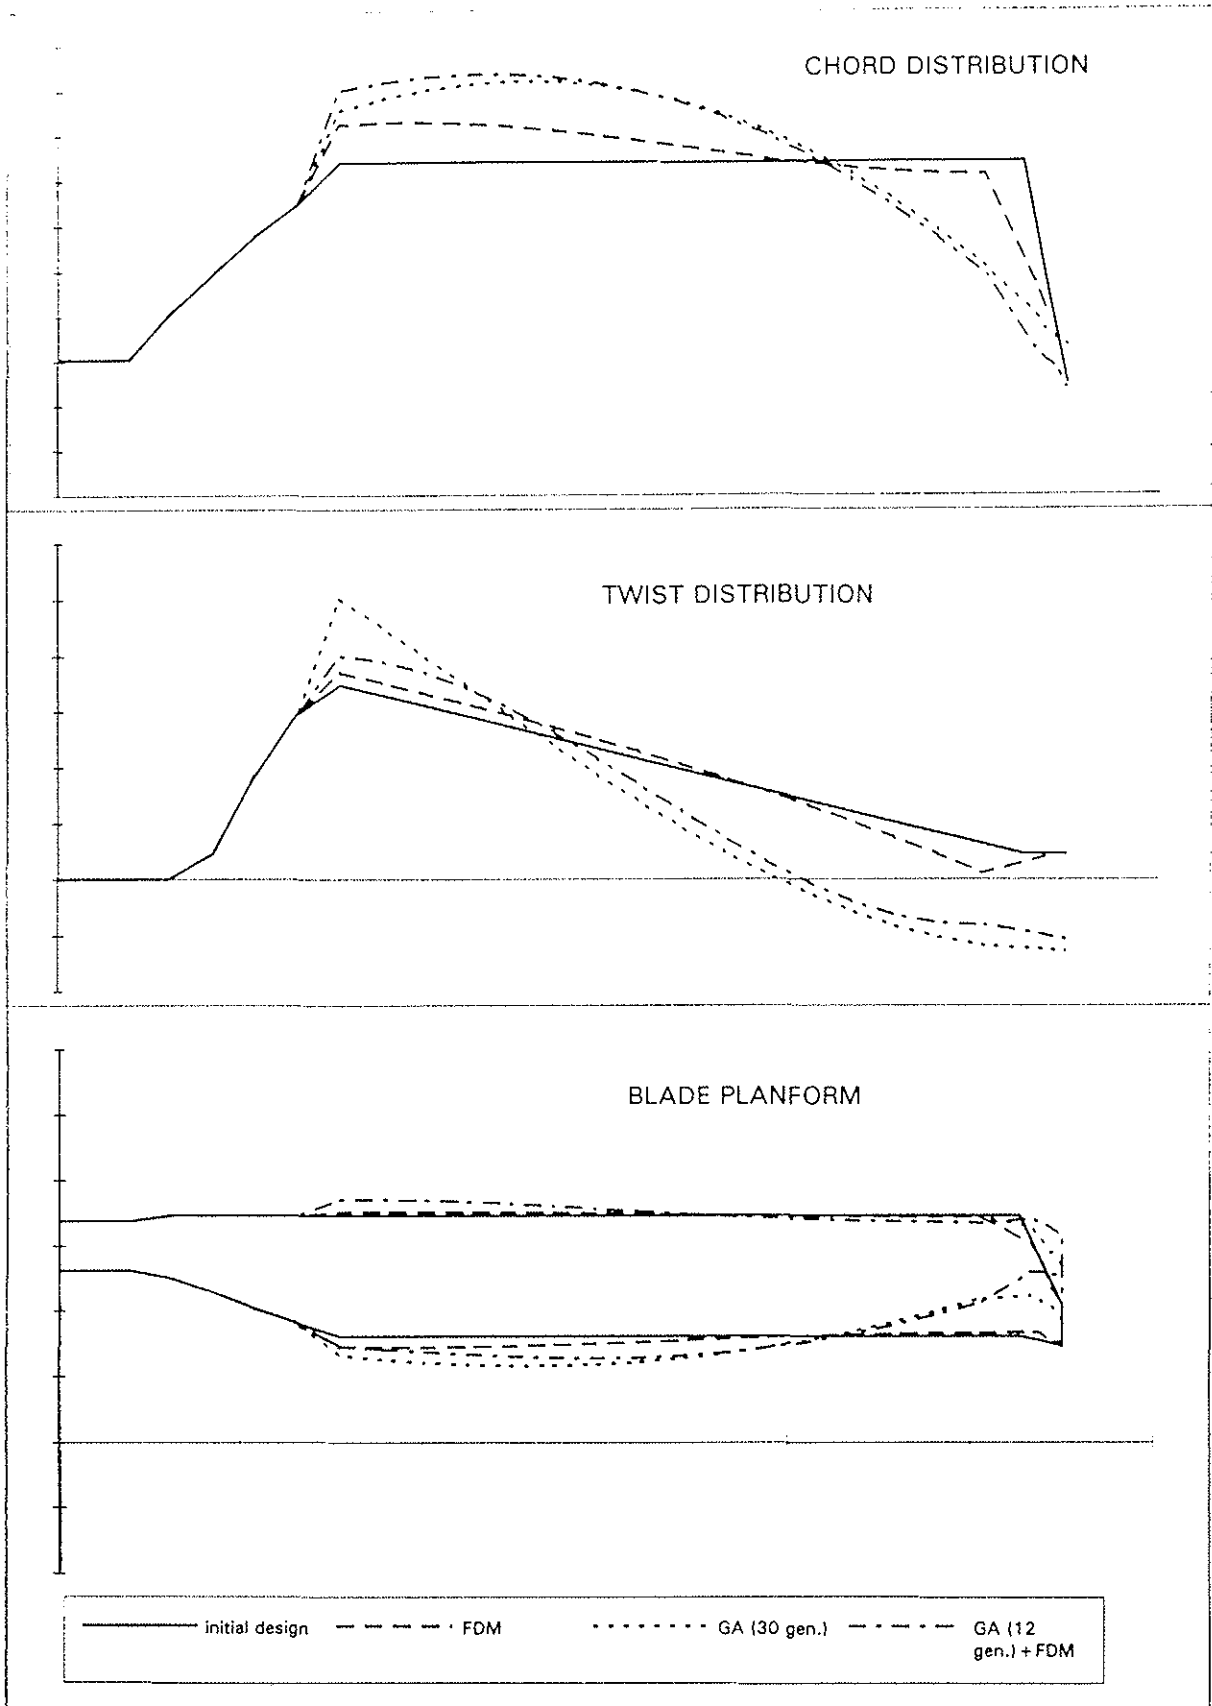 CHORD DISTRIBUTION
TWIST DISTRIBUTION
BLADE PLANFORM
initial design
FDM
GA (30 gen.)
GA (12
gen.) + FDM